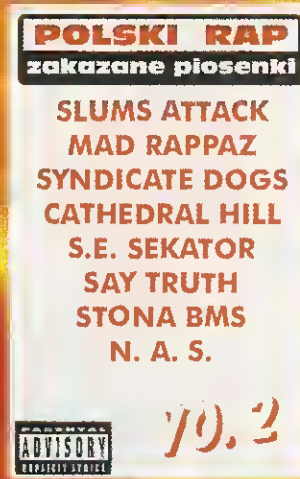 POLSKI RAP
zakazane piosenki
SLUMS ATTACK
MAD RAPPAZ
SYNDICATE DOGS
CATHEDRAL HILL
S.E. SEKATOR
SAY TRUTH
STONA BMS
N. A. S.
vo. 2
PARENTAL
ADVISORY
EXPLICIT LYRICS